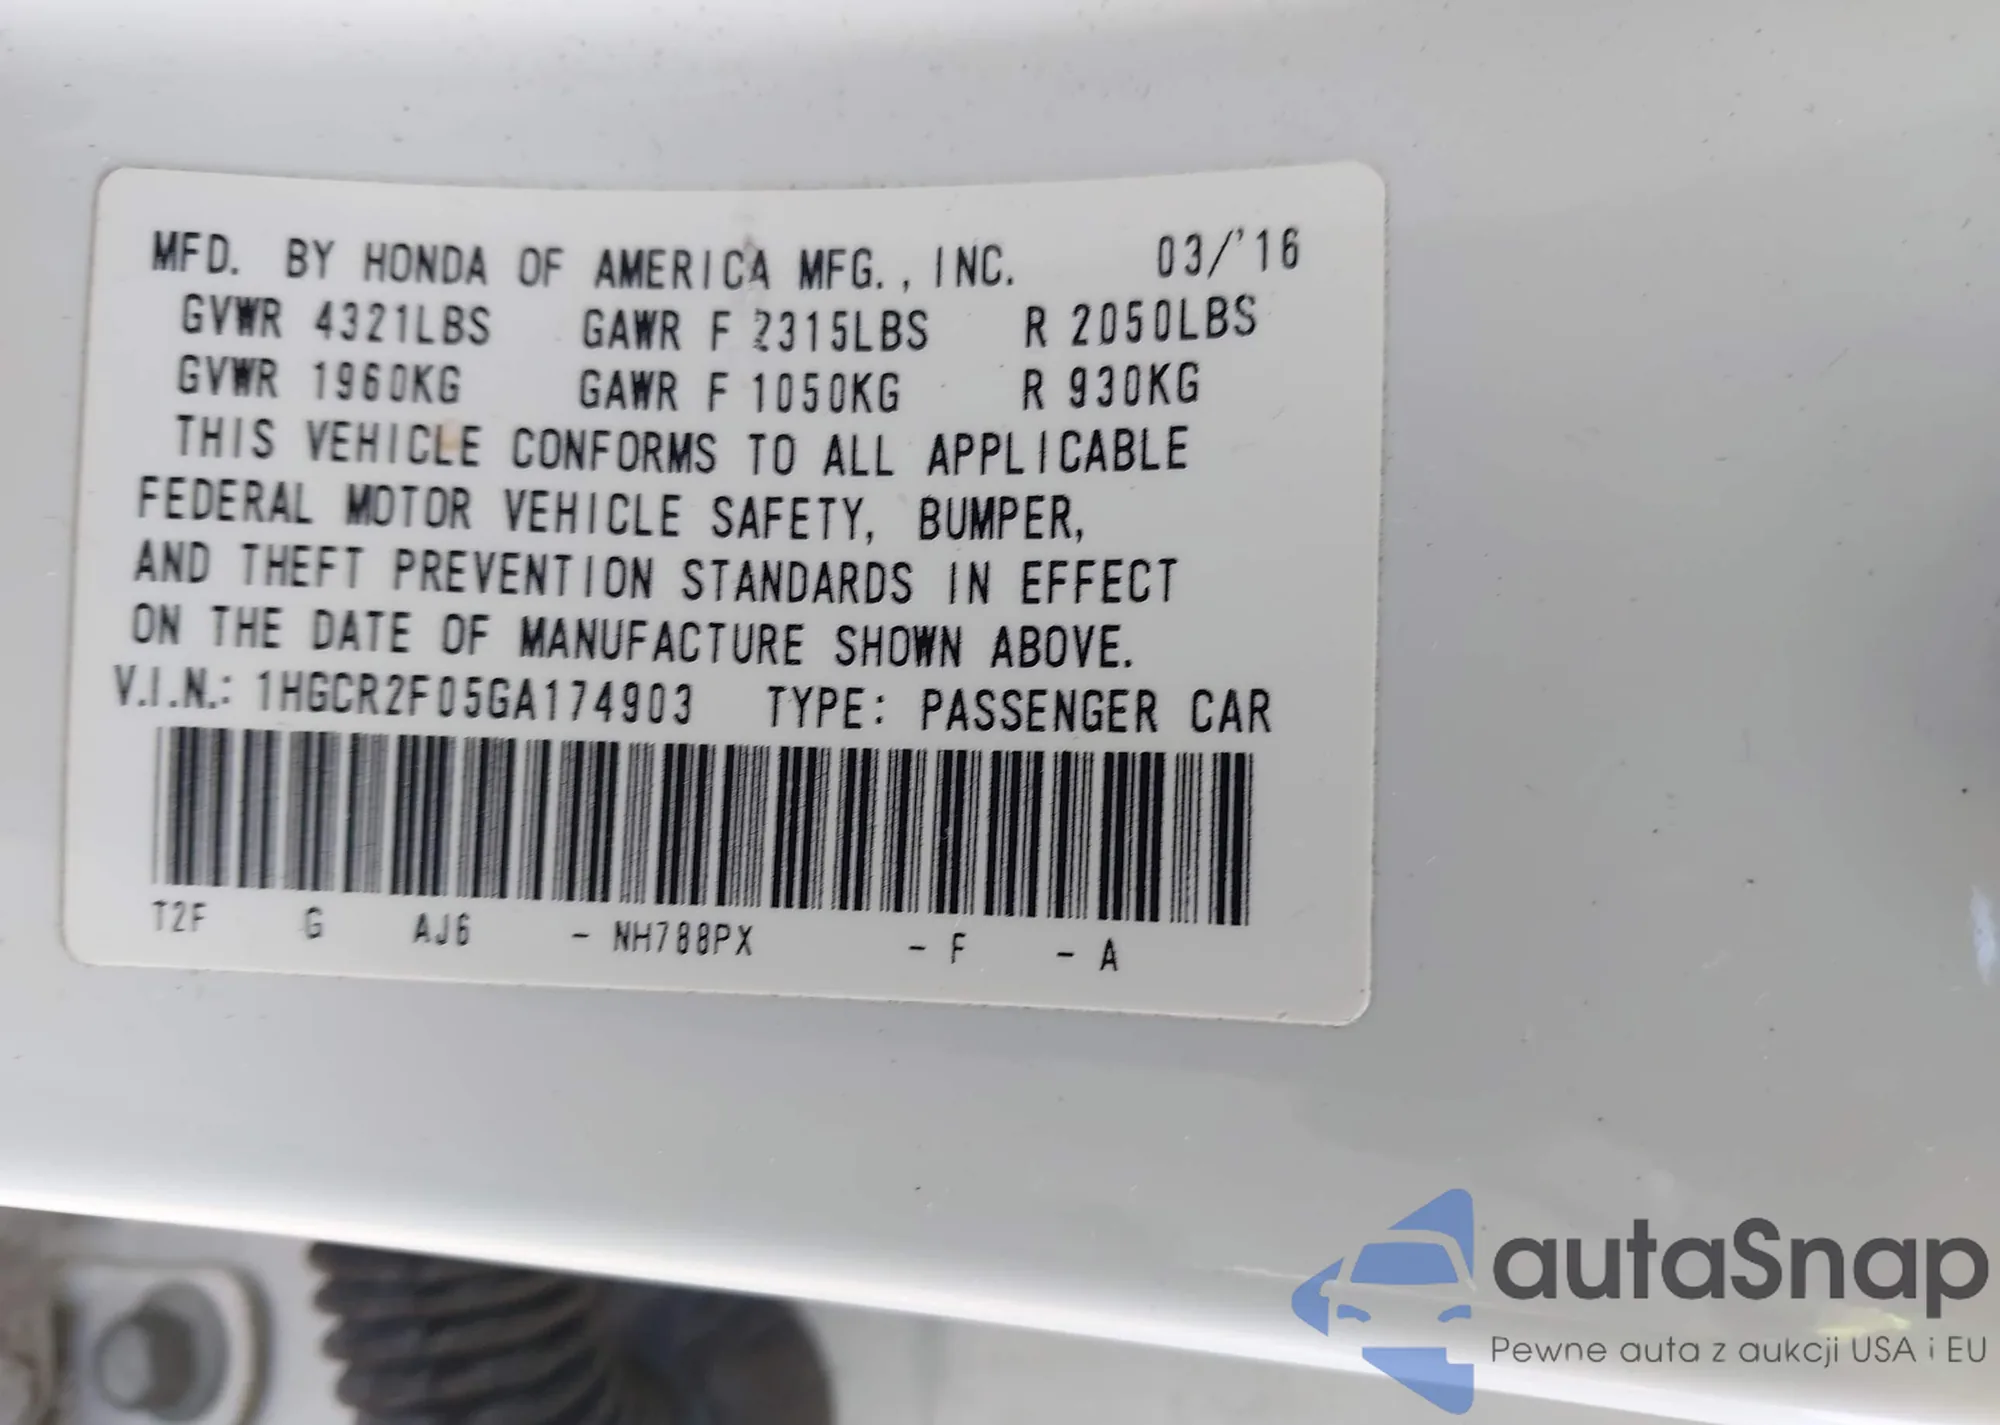 MFD. BY HONDA OF AMERICA MFG., INC. 03/'16
GVWR 4321LBS GAWR F 2315LBS R 2050LBS
GVWR 1960KG GAWR F 1050KG R 930KG
THIS VEHICLE CONFORMS TO ALL APPLICABLE
FEDERAL MOTOR VEHICLE SAFETY, BUMPER,
AND THEFT PREVENTION STANDARDS IN EFFECT
ON THE DATE OF MANUFACTURE SHOWN ABOVE.
V.I.N.: 1HGCR2F05GA174903 TYPE: PASSENGER CAR
T2F G AJ6 - NH788PX - F - A
autaSnap
Pewne auta z aukcji USA i EU